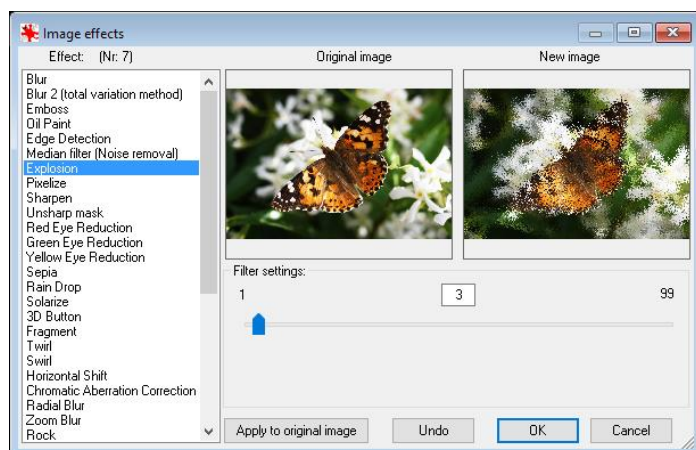 Image effects
Effect: (Nr: 7)
Original image
New image
Blur
Blur 2 (total variation method)
Emboss
Oil Paint
Edge Detection
Median filter (Noise removal)
Explosion
Pixelize
Sharpen
Unsharp mask
Red Eye Reduction
Green Eye Reduction
Yellow Eye Reduction
Sepia
Rain Drop
Solarize
3D Button
Fragment
Twirl
Swirl
Horizontal Shift
Chromatic Aberration Correction
Radial Blur
Zoom Blur
Rock
Filter settings:
1
3
99
Apply to original image
Undo
OK
Cancel